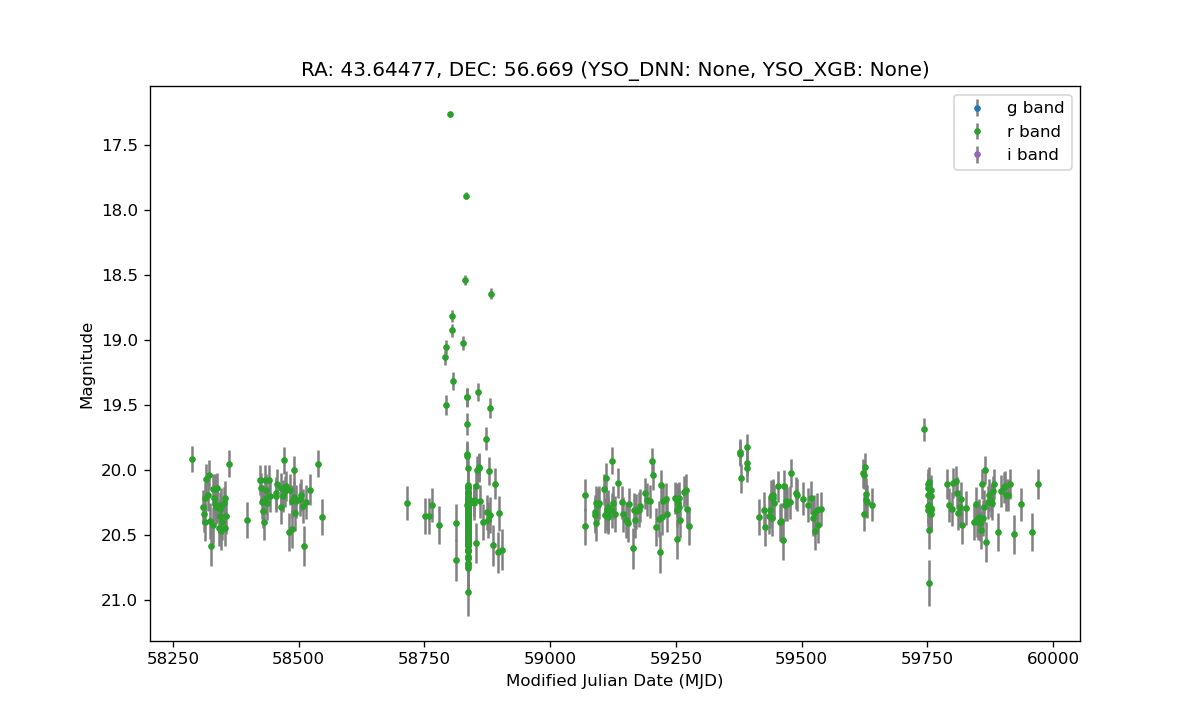 RA: 43.64477, DEC: 56.669 (YSO_DNN: None, YSO_XGB: None)
g band
r band
i band
17.5
18.0
18.5
19.0
19.5
20.0
20.5
21.0
Magnitude
58250 58500 58750 59000 59250 59500 59750 60000
Modified Julian Date (MJD)